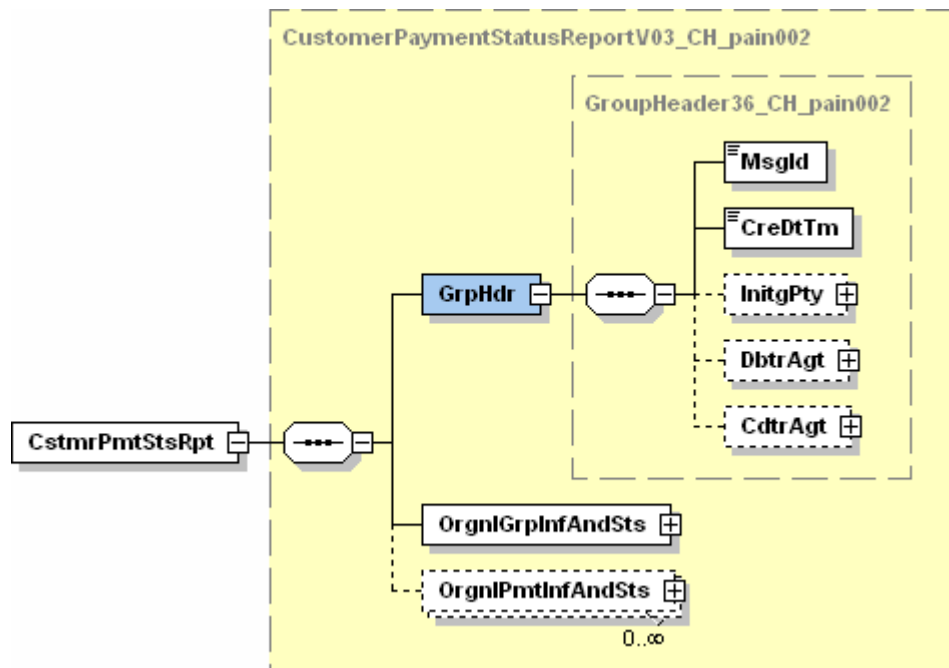 CustomerPaymentStatusReportV03_CH_pain002
GroupHeader36_CH_pain002
MsgId
CreDtTm
GrpHdr
InitgPty
DbtrAgt
CdtrAgt
CstmrPmtStsRpt
OrgnlGrpInfAndSts
OrgnlPmtInfAndSts
0..∞